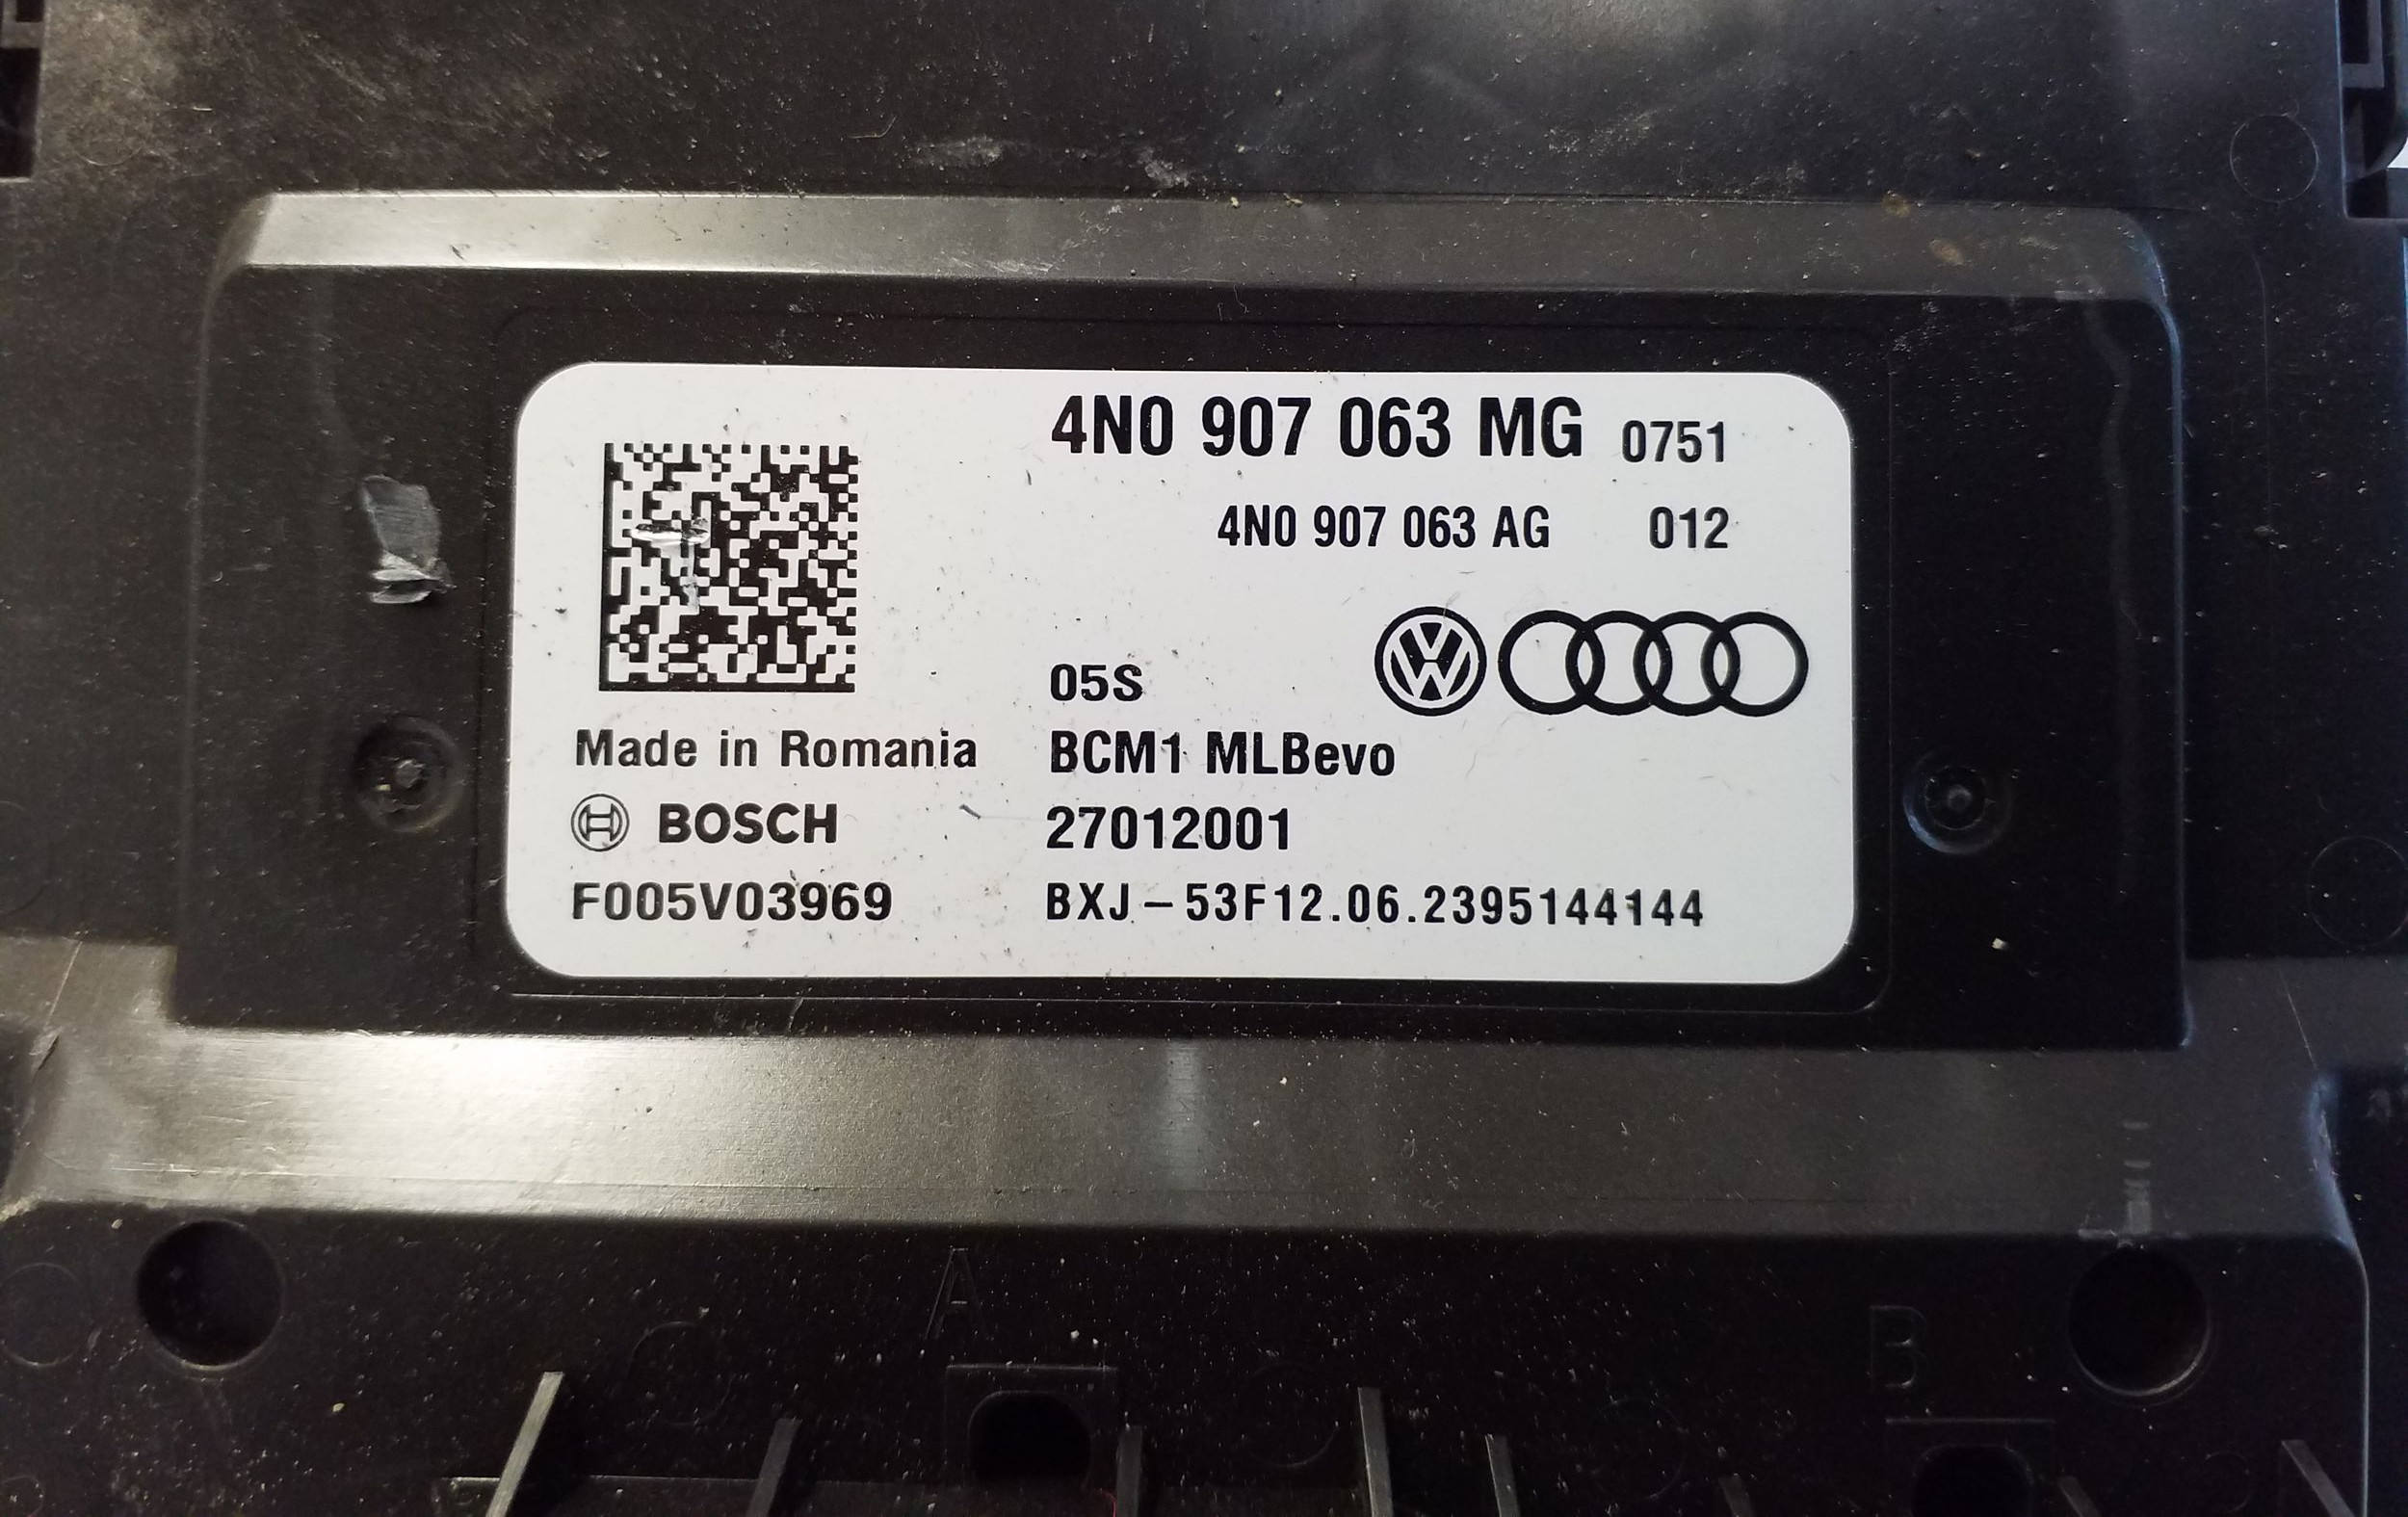 4N0 907 063 MG 0751
4N0 907 063 AG 012
05S
Made in Romania BCM1 MLBevo
BOSCH 27012001
F005V03969 BXJ-53F12.06.2395144144
A
B